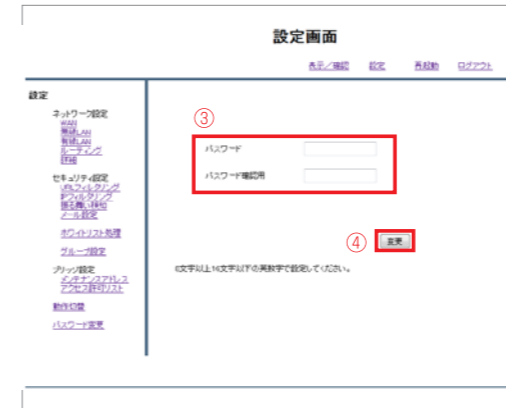 設定画面
表示/確認 設定 再起動 ログアウト
設定
ネットワーク設定
WAN
無線LAN
有線LAN
ルーティング
詳細
セキュリティ設定
URLフィルタリング
IPフィルタリング
振る舞い検知
メール設定
ホワイトリスト処理
グループ設定
ブリッジ設定
メンテナンスアドレス
アクセス許可リスト
動作切替
パスワード変更
③
パスワード
パスワード確認用
④ 変更
文字以上16文字以下の英数字で設定してください。